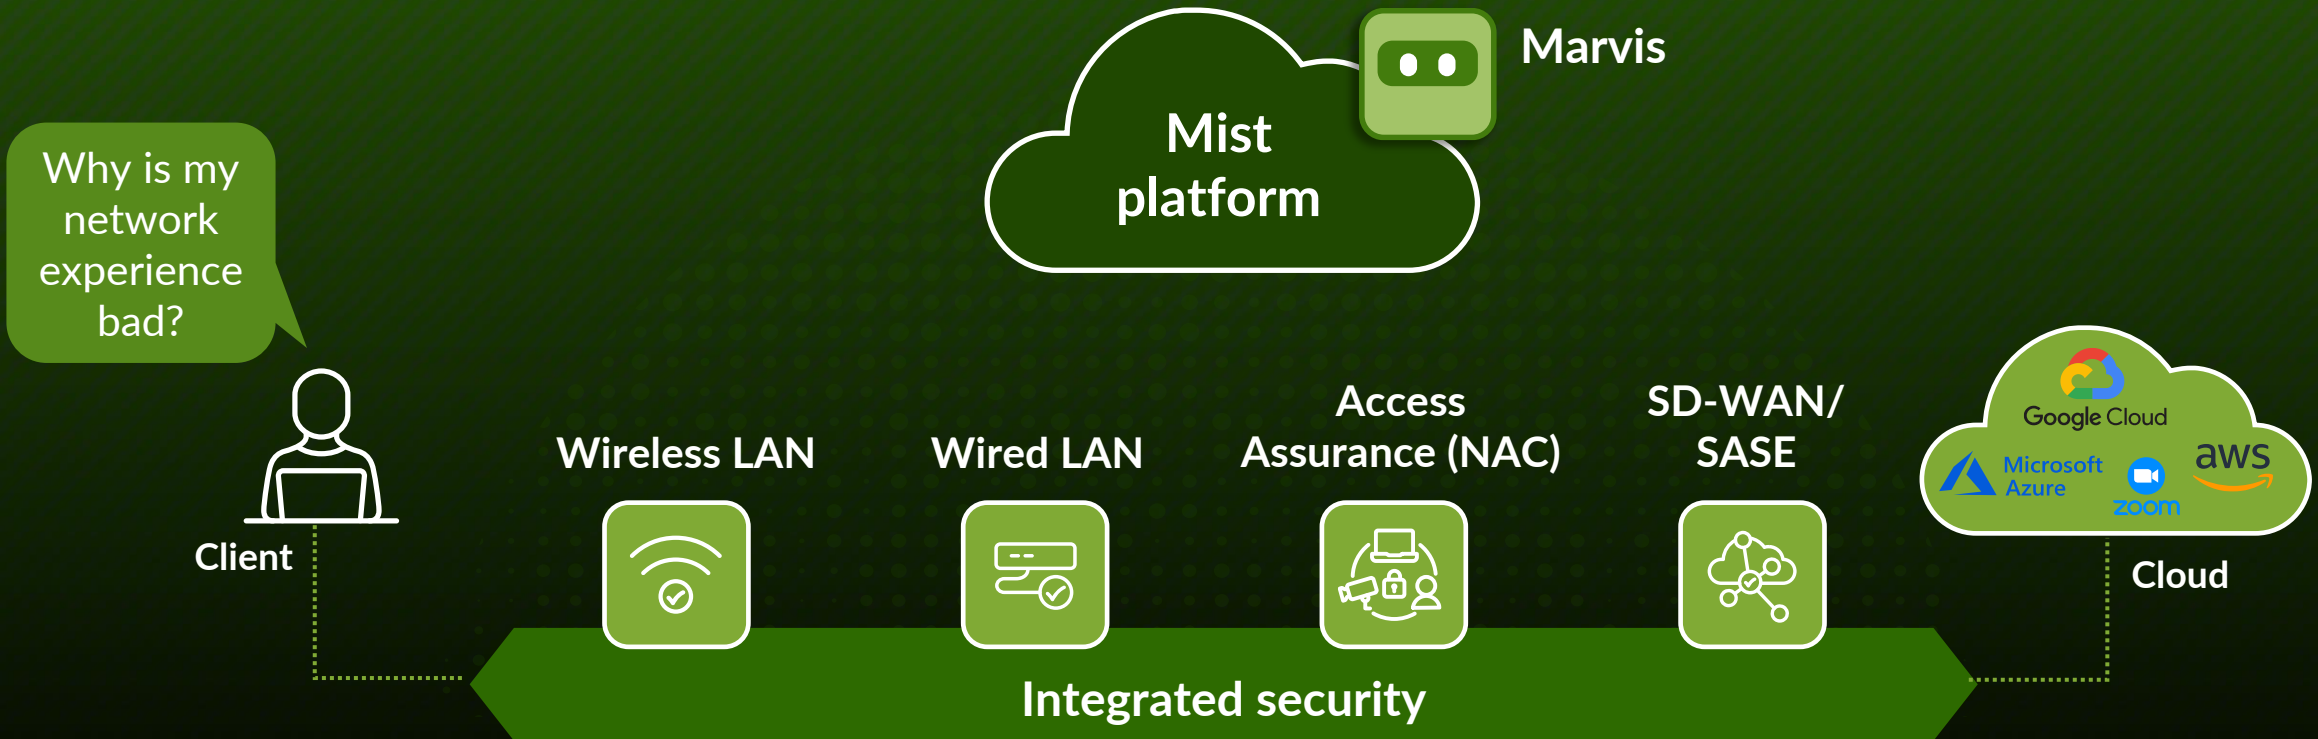 Marvis
Mist
platform
Why is my
network
experience
bad?
Client
Wireless LAN
Wired LAN
Access
Assurance (NAC)
SD-WAN/
SASE
Google Cloud
Microsoft
Azure
zoom
aws
Cloud
Integrated security